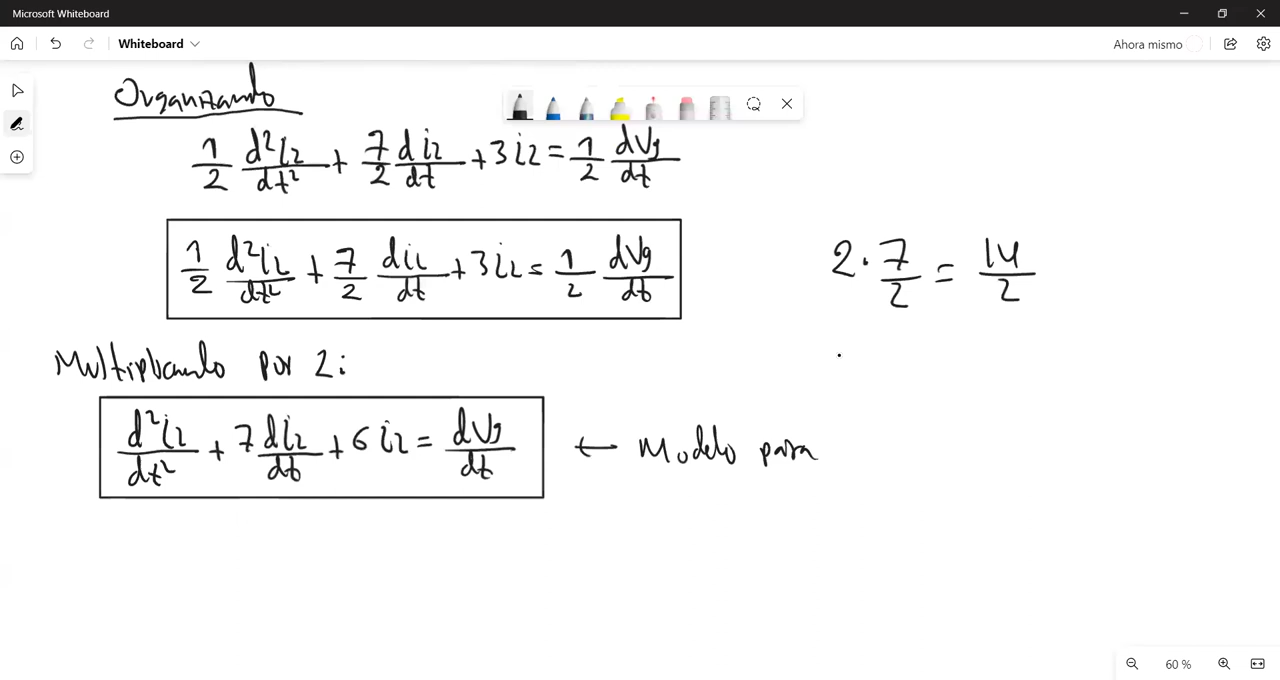 Microsoft Whiteboard
Whiteboard
Ahora mismo
Organizando
1/2 d²i₂/dt² + 7/2 di₂/dt + 3i₂ = 1/2 dVg/dt
1/2 d²i₂/dt² + 7/2 di₂/dt + 3i₂ = 1/2 dVg/dt
2 · 7/2 = 14/2
Multiplicando por 2:
d²i₂/dt² + 7 di₂/dt + 6i₂ = dVg/dt ← Modelo para
60 %